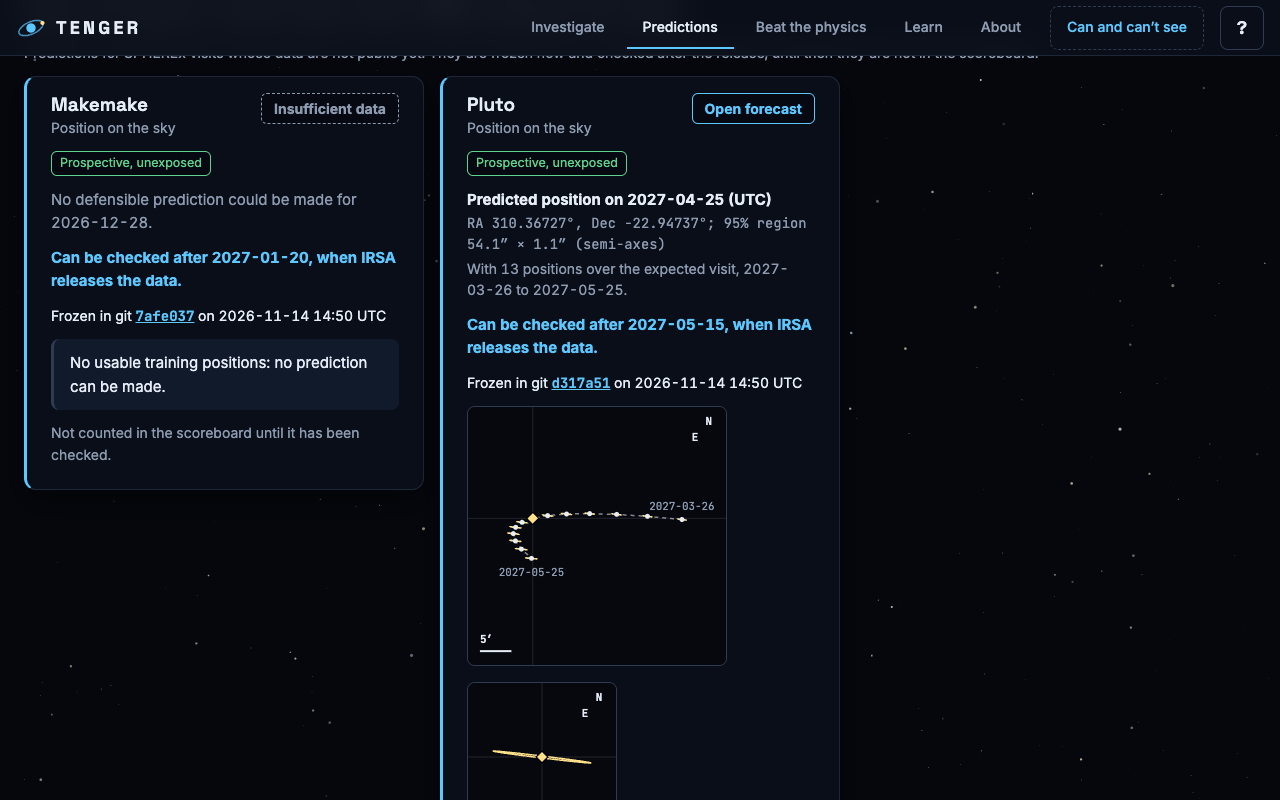 TENGER
Investigate
Predictions
Beat the physics
Learn
About
Can and can't see
?
Makemake
Insufficient data
Position on the sky
Prospective, unexposed
No defensible prediction could be made for
2026-12-28.
Can be checked after 2027-01-20, when IRSA
releases the data.
Frozen in git 7afe037 on 2026-11-14 14:50 UTC
No usable training positions: no prediction
can be made.
Not counted in the scoreboard until it has been
checked.
Pluto
Open forecast
Position on the sky
Prospective, unexposed
Predicted position on 2027-04-25 (UTC)
RA 310.36727°, Dec -22.94737°; 95% region
54.1″ × 1.1″ (semi-axes)
With 13 positions over the expected visit, 2027-
03-26 to 2027-05-25.
Can be checked after 2027-05-15, when IRSA
releases the data.
Frozen in git d317a51 on 2026-11-14 14:50 UTC
N
E
2027-03-26
2027-05-25
5′
N
E